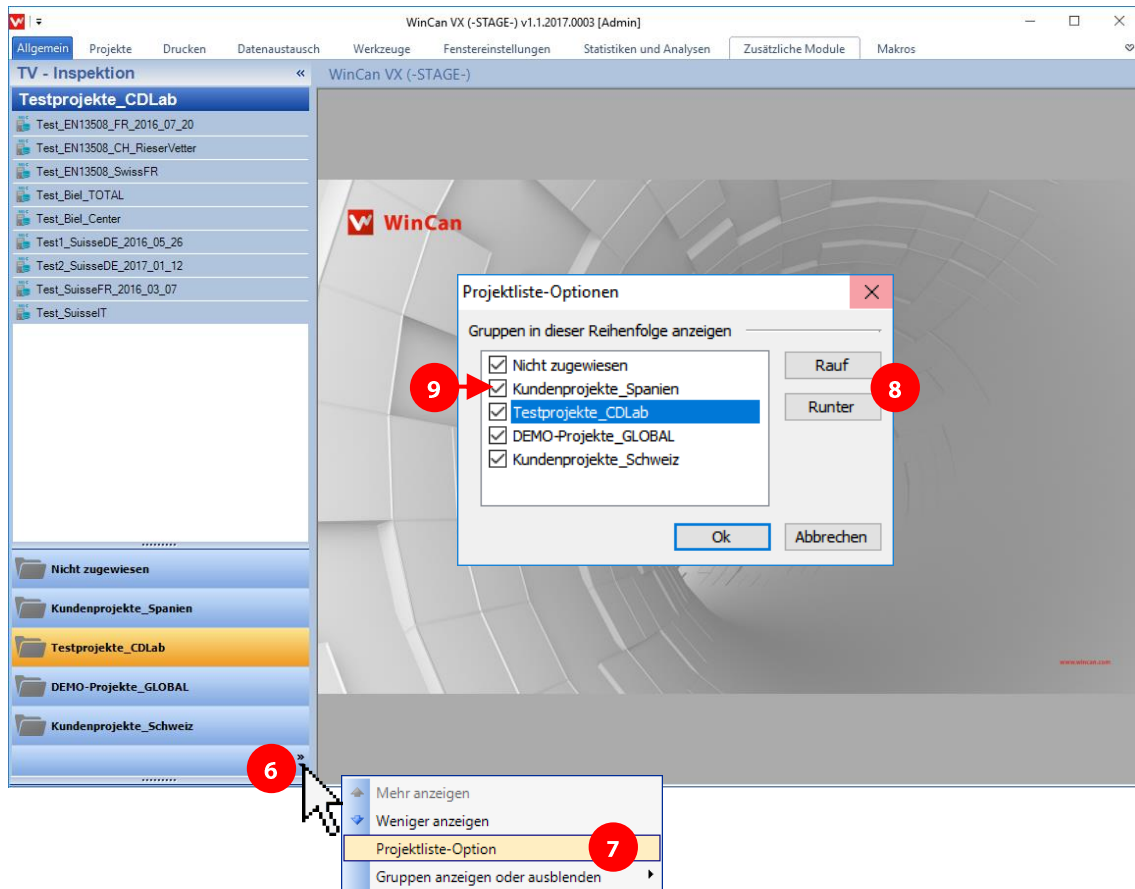 WinCan VX (-STAGE-) v1.1.2017.0003 [Admin]
Allgemein Projekte Drucken Datenaustausch Werkzeuge Fenstereinstellungen Statistiken und Analysen Zusätzliche Module Makros
TV - Inspektion «
WinCan VX (-STAGE-)
Testprojekte_CDLab
Test_EN13508_FR_2016_07_20
Test_EN13508_CH_RieserVetter
Test_EN13508_SwissFR
Test_Biel_TOTAL
Test_Biel_Center
Test1_SuisseDE_2016_05_26
Test2_SuisseDE_2017_01_12
Test_SuisseFR_2016_03_07
Test_SuisseIT
WinCan
Projektliste-Optionen
Gruppen in dieser Reihenfolge anzeigen
Nicht zugewiesen
Kundenprojekte_Spanien
Testprojekte_CDLab
DEMO-Projekte_GLOBAL
Kundenprojekte_Schweiz
Rauf
Runter
9
8
Ok Abbrechen
Nicht zugewiesen
Kundenprojekte_Spanien
Testprojekte_CDLab
DEMO-Projekte_GLOBAL
Kundenprojekte_Schweiz
www.wincan.com
»
6
Mehr anzeigen
Weniger anzeigen
Projektliste-Option
7
Gruppen anzeigen oder ausblenden